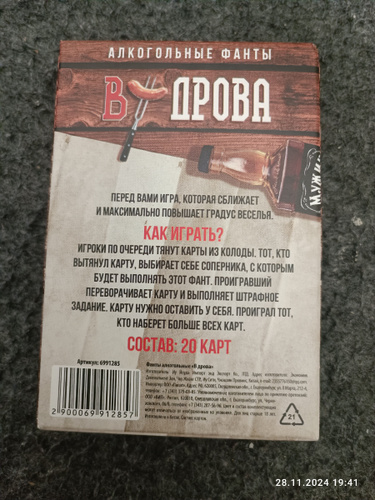 АЛКОГОЛЬНЫЕ ФАНТЫ
В ДРОВА
МУЖИК
ПЕРЕД ВАМИ ИГРА, КОТОРАЯ СБЛИЖАЕТ
И МАКСИМАЛЬНО ПОВЫШАЕТ ГРАДУС ВЕСЕЛЬЯ.
КАК ИГРАТЬ?
ИГРОКИ ПО ОЧЕРЕДИ ТЯНУТ КАРТЫ ИЗ КОЛОДЫ. ТОТ, КТО
ВЫТЯНУЛ КАРТУ, ВЫБИРАЕТ СЕБЕ СОПЕРНИКА, С КОТОРЫМ
БУДЕТ ВЫПОЛНЯТЬ ЭТОТ ФАНТ. ПРОИГРАВШИЙ
ПЕРЕВОРАЧИВАЕТ КАРТУ И ВЫПОЛНЯЕТ ШТРАФНОЕ
ЗАДАНИЕ. КАРТУ НУЖНО ОСТАВИТЬ У СЕБЯ. ПРОИГРАЛ ТОТ,
КТО НАБЕРЕТ БОЛЬШЕ ВСЕХ КАРТ.
СОСТАВ: 20 КАРТ
Артикул: 6991285
2 900069 912857
Фанты алкогольные «В дрова»
21
28.11.2024 19:41